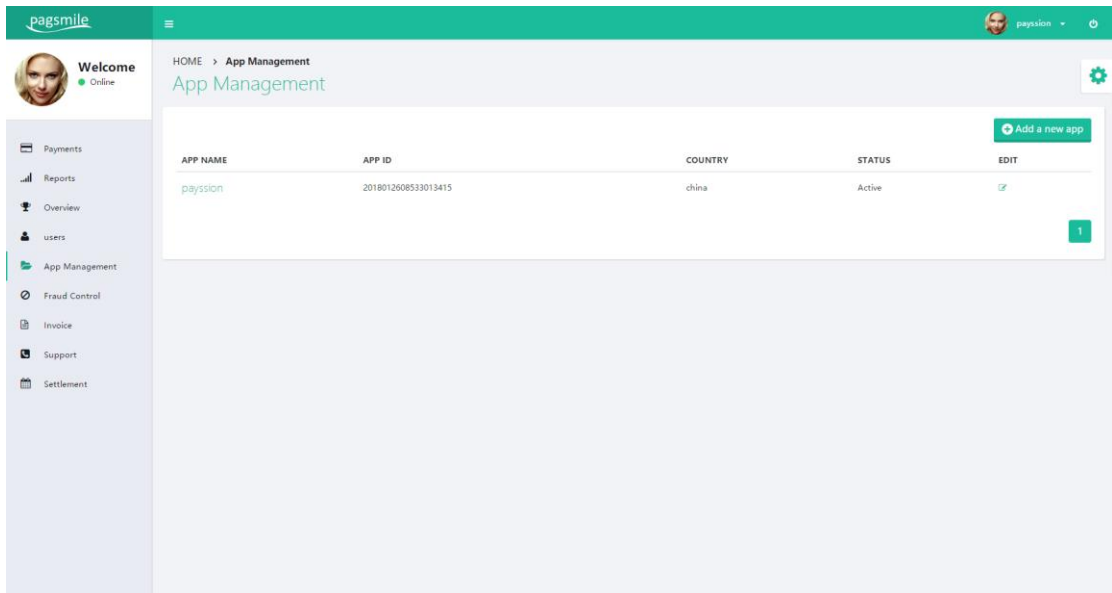 pagsmile
payssion
Welcome
Online
HOME > App Management
App Management
Add a new app
Payments
Reports
Overview
users
App Management
Fraud Control
Invoice
Support
Settlement
APP NAME APP ID COUNTRY STATUS EDIT
payssion 2018012608533013415 china Active
1